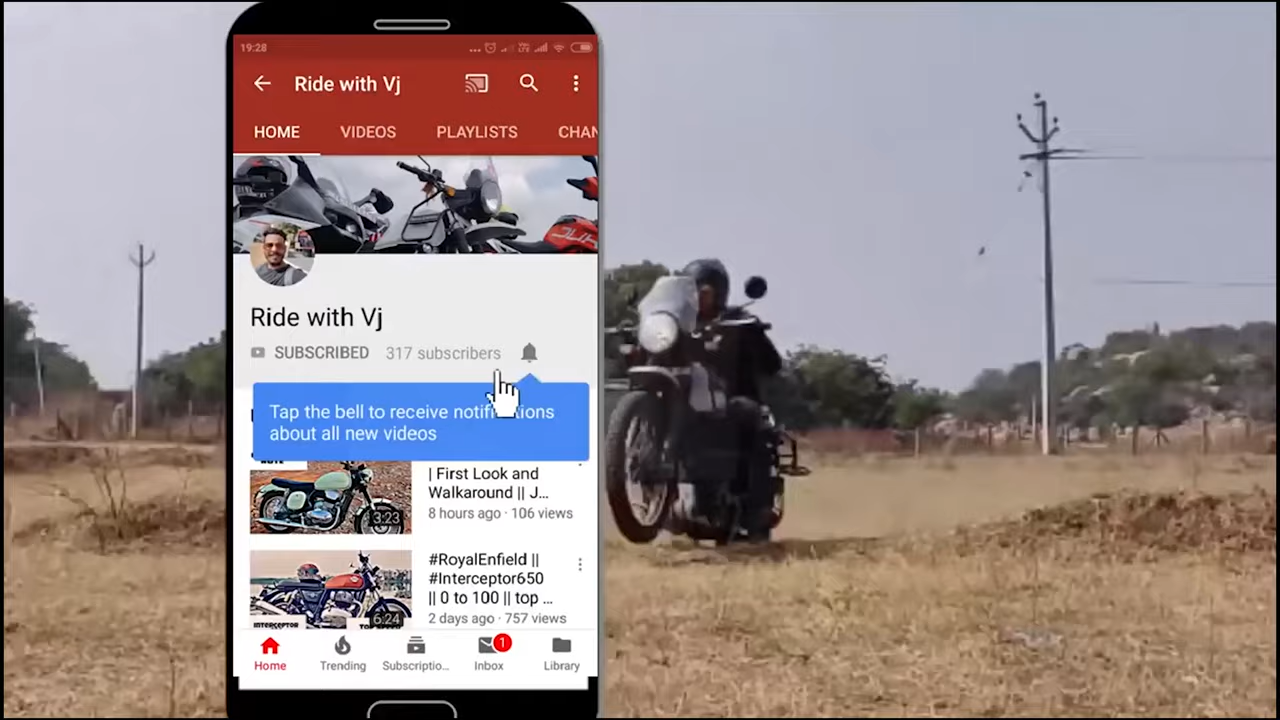 19:28
Ride with Vj
HOME VIDEOS PLAYLISTS CHAN
Ride with Vj
SUBSCRIBED 317 subscribers
Tap the bell to receive
about all new videos
| First Look and
Walkaround || J...
8 hours ago · 106 views
3:23
#RoyalEnfield ||
#Interceptor650
|| 0 to 100 || top ...
2 days ago · 757 views
6:24
INTERCEPTOR
Home Trending Subscriptio... Inbox 1 Library